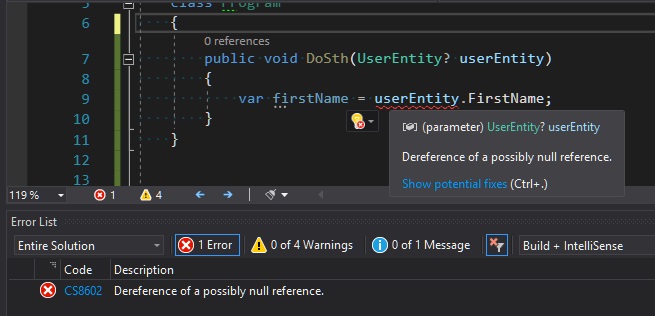 5 class Program
6 {
0 references
7 public void DoSth(UserEntity? userEntity)
8 {
9 var firstName = userEntity.FirstName;
10 }
11 }
12
13
(parameter) UserEntity? userEntity
Dereference of a possibly null reference.
Show potential fixes (Ctrl+.)
119 % 1 4
Error List
Entire Solution 1 Error 0 of 4 Warnings 0 of 1 Message Build + IntelliSense
Code Description
CS8602 Dereference of a possibly null reference.